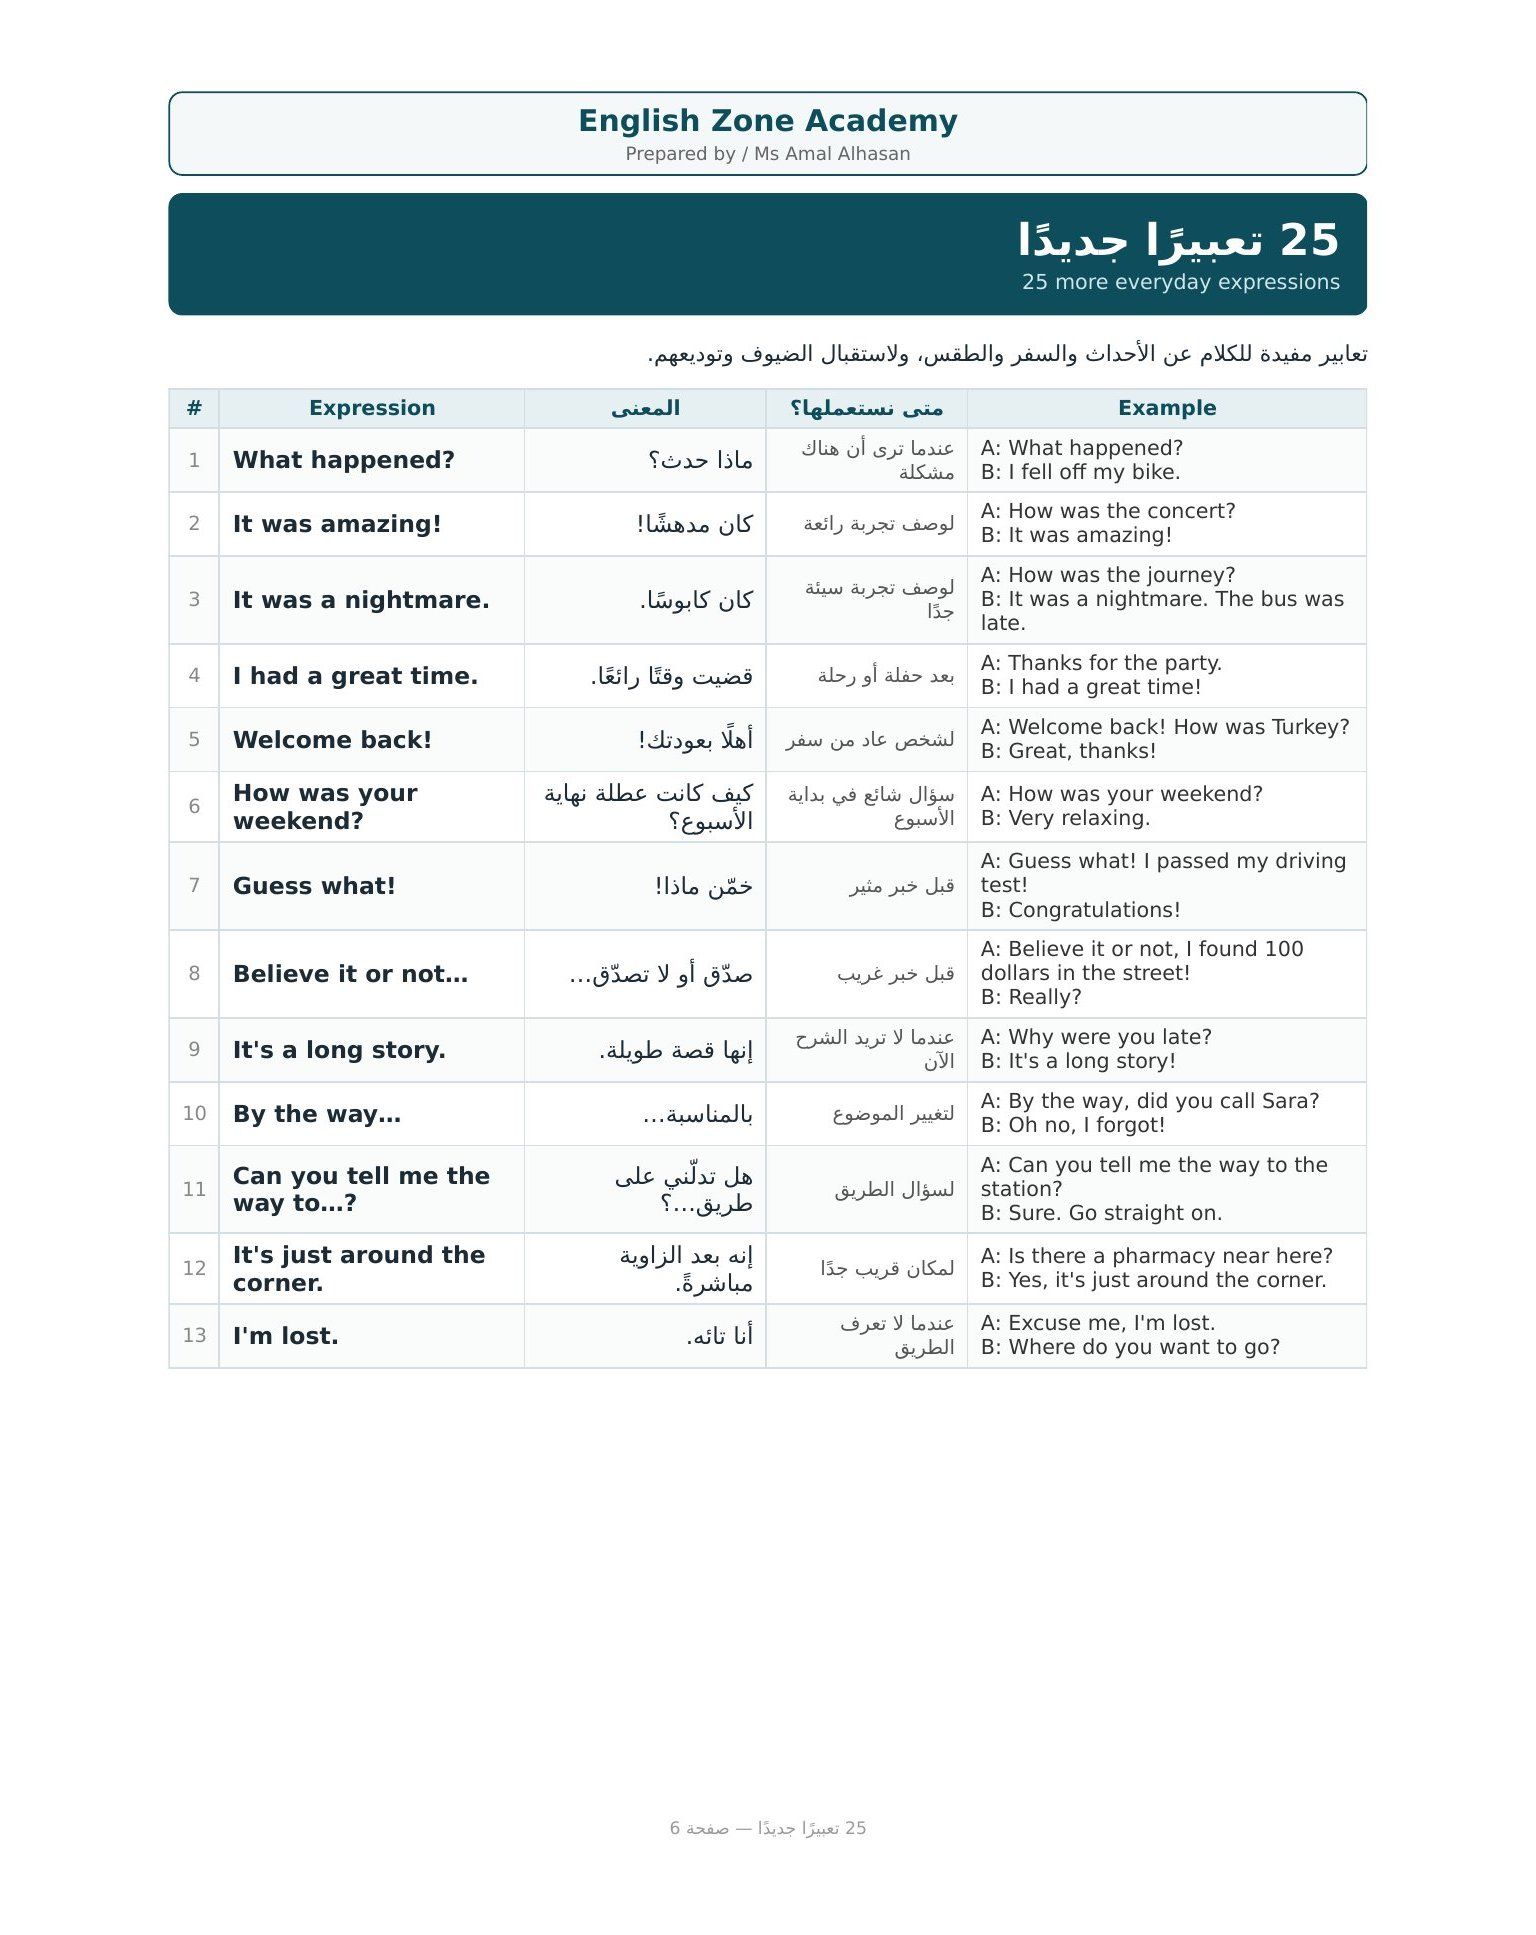 English Zone Academy
Prepared by / Ms Amal Alhasan
25 تعبيرًا جديدًا
25 more everyday expressions
تعابير مفيدة للكلام عن الأحداث والسفر والطقس، ولاستقبال الضيوف وتوديعهم.
# Expression المعنى متى نستعملها؟ Example
1
What happened?
ماذا حدث؟
عندما ترى أن هناك
مشكلة
A: What happened?
B: I fell off my bike.
2
It was amazing!
كان مدهشًا!
لوصف تجربة رائعة
A: How was the concert?
B: It was amazing!
3
It was a nightmare.
كان كابوسًا.
لوصف تجربة سيئة
جدًا
A: How was the journey?
B: It was a nightmare. The bus was
late.
4
I had a great time.
قضيت وقتًا رائعًا.
بعد حفلة أو رحلة
A: Thanks for the party.
B: I had a great time!
5
Welcome back!
أهلًا بعودتك!
لشخص عاد من سفر
A: Welcome back! How was Turkey?
B: Great, thanks!
6
How was your
weekend?
كيف كانت عطلة نهاية
الأسبوع؟
سؤال شائع في بداية
الأسبوع
A: How was your weekend?
B: Very relaxing.
7
Guess what!
خمّن ماذا!
قبل خبر مثير
A: Guess what! I passed my driving
test!
B: Congratulations!
8
Believe it or not…
صدّق أو لا تصدّق…
قبل خبر غريب
A: Believe it or not, I found 100
dollars in the street!
B: Really?
9
It's a long story.
إنها قصة طويلة.
عندما لا تريد الشرح
الآن
A: Why were you late?
B: It's a long story!
10
By the way…
بالمناسبة…
لتغيير الموضوع
A: By the way, did you call Sara?
B: Oh no, I forgot!
11
Can you tell me the
way to…?
هل تدلّني على
طريق…؟
لسؤال الطريق
A: Can you tell me the way to the
station?
B: Sure. Go straight on.
12
It's just around the
corner.
إنه بعد الزاوية
مباشرةً.
لمكان قريب جدًا
A: Is there a pharmacy near here?
B: Yes, it's just around the corner.
13
I'm lost.
أنا تائه.
عندما لا تعرف
الطريق
A: Excuse me, I'm lost.
B: Where do you want to go?
25 تعبيرًا جديدًا — صفحة 6